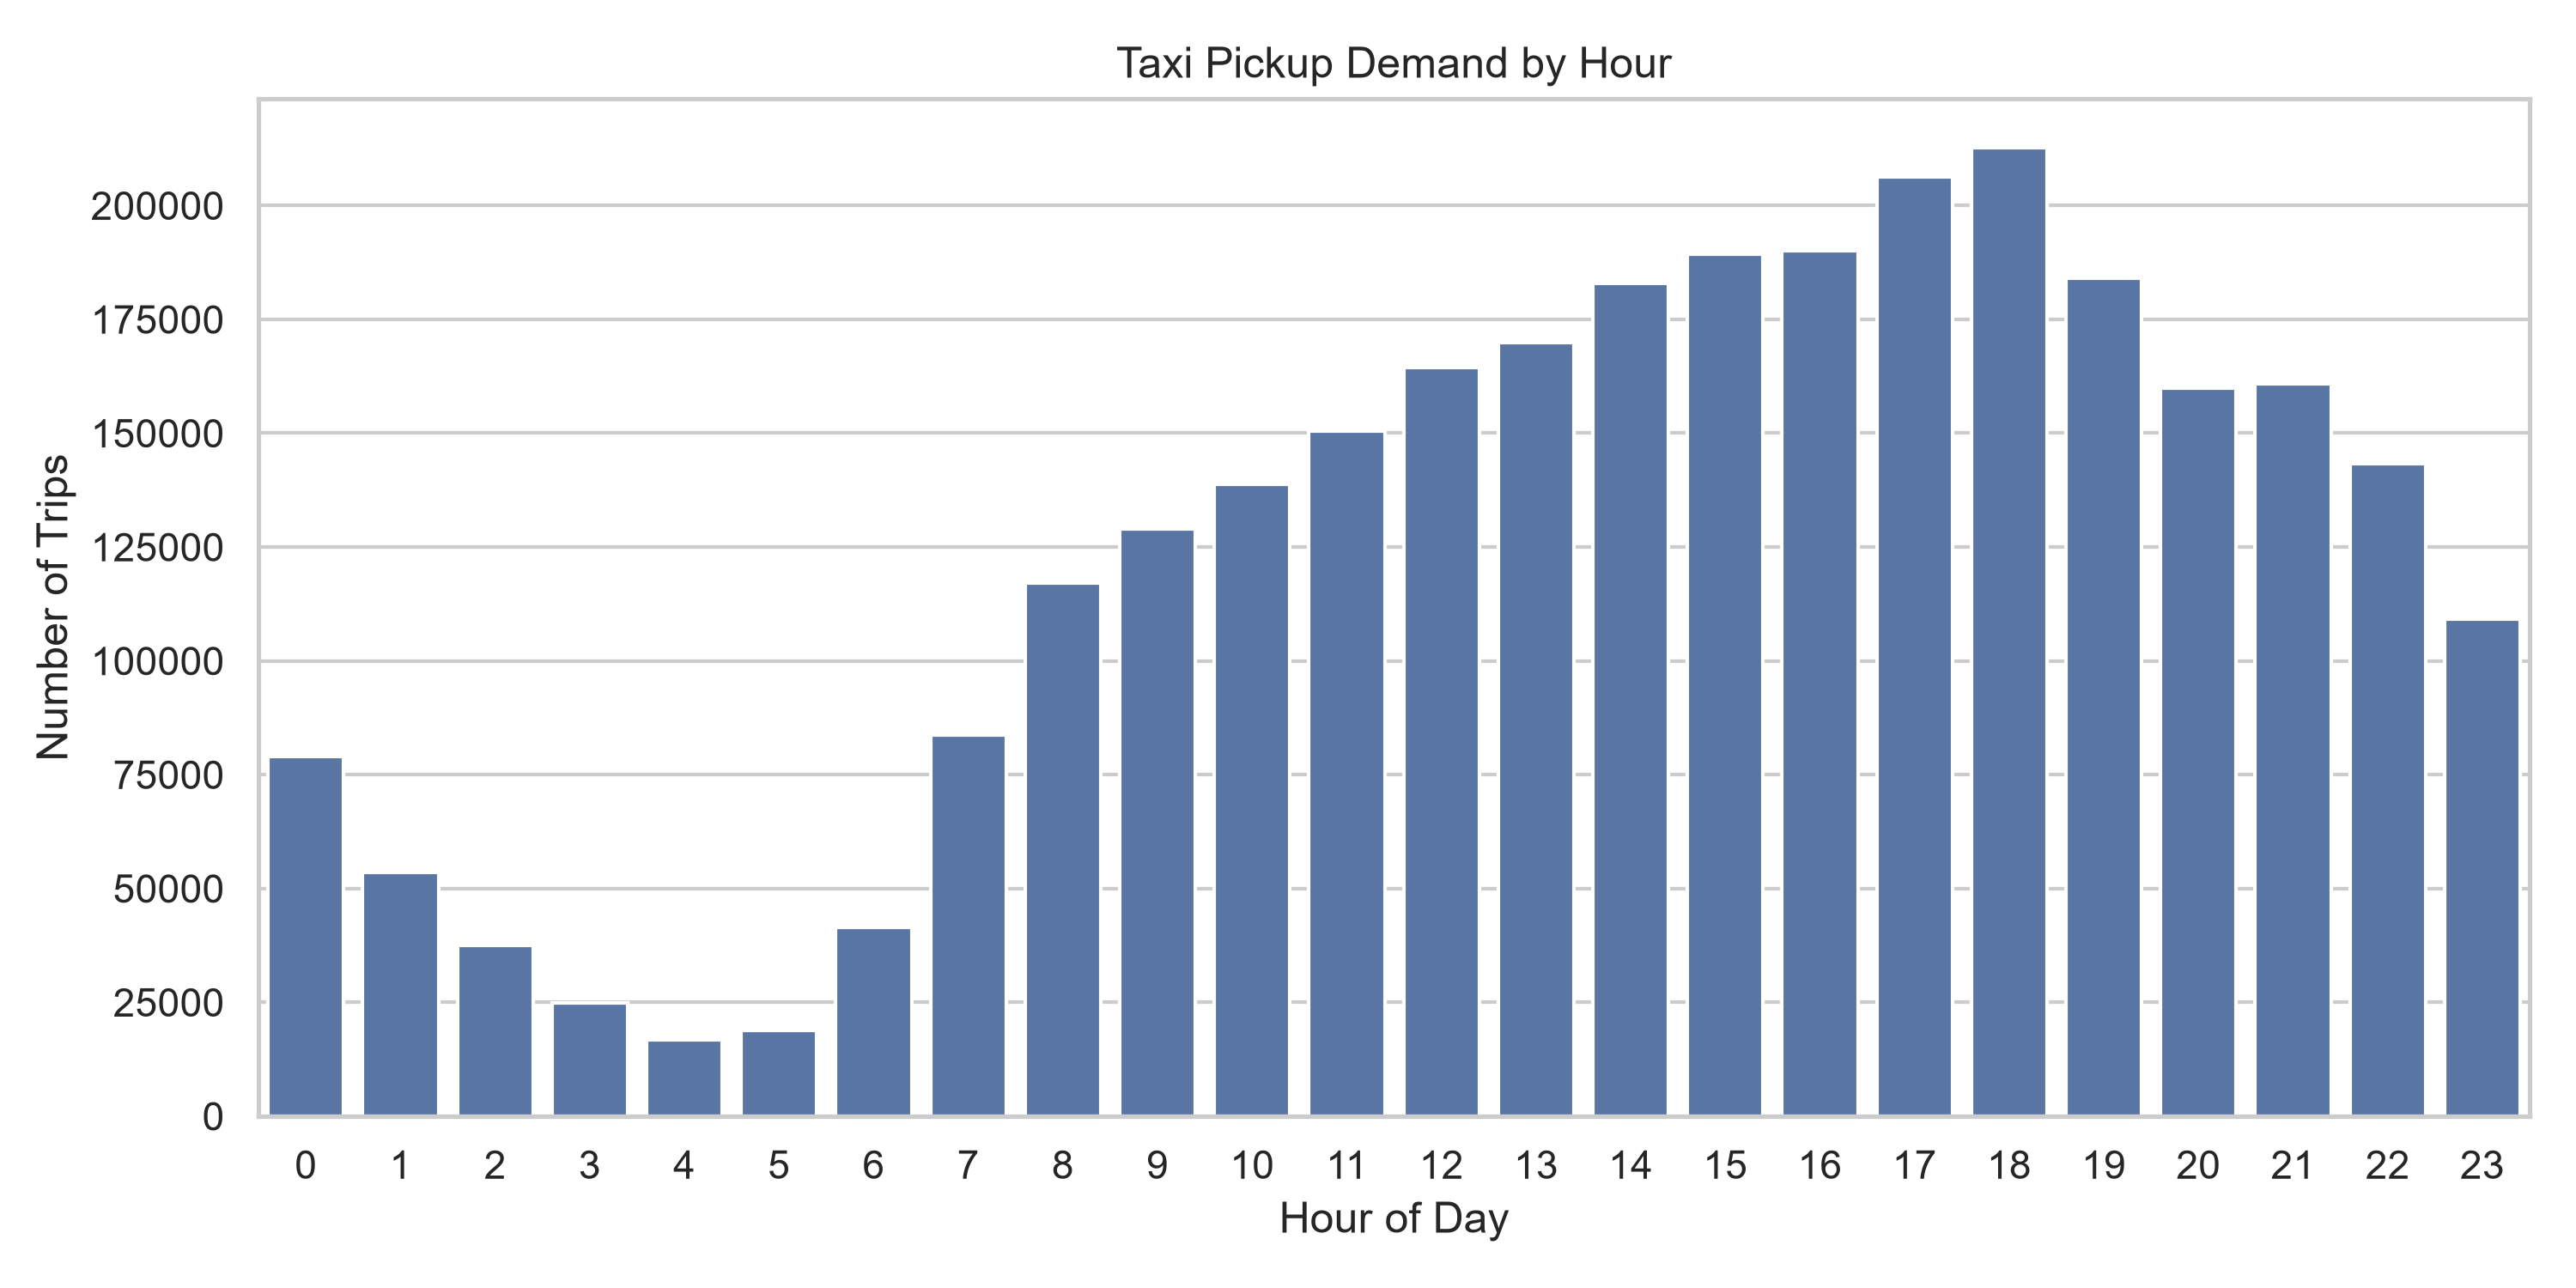 Taxi Pickup Demand by Hour
Number of Trips
200000
175000
150000
125000
100000
75000
50000
25000
0
0 1 2 3 4 5 6 7 8 9 10 11 12 13 14 15 16 17 18 19 20 21 22 23
Hour of Day